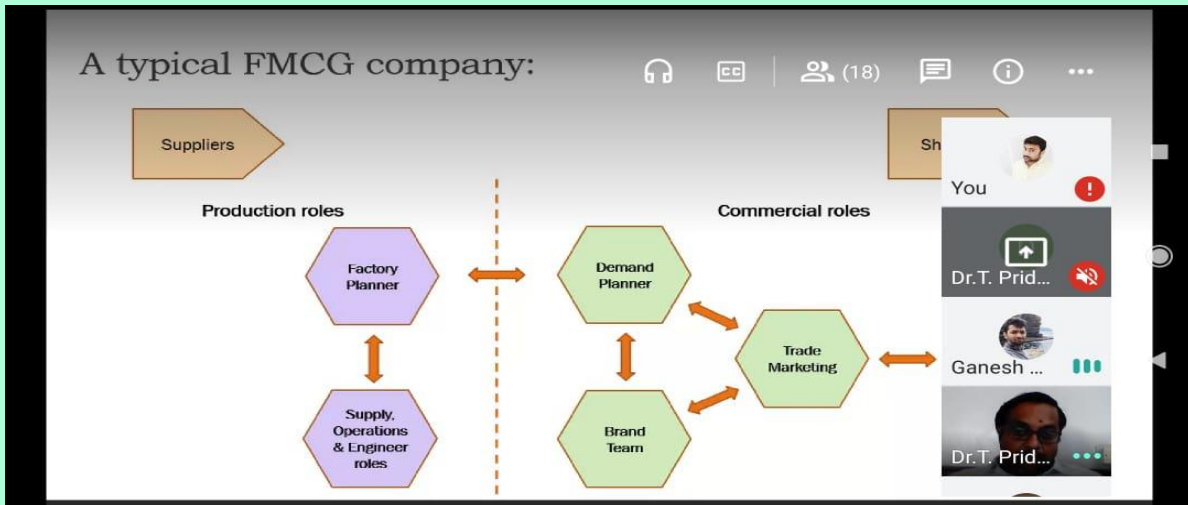 A typical FMCG company:
CC
(18)
Suppliers
Sh
You
Production roles
Commercial roles
Dr.T. Prid...
Factory
Planner
Demand
Planner
Trade
Marketing
Ganesh ...
Supply,
Operations
& Engineer
roles
Brand
Team
Dr.T. Prid...